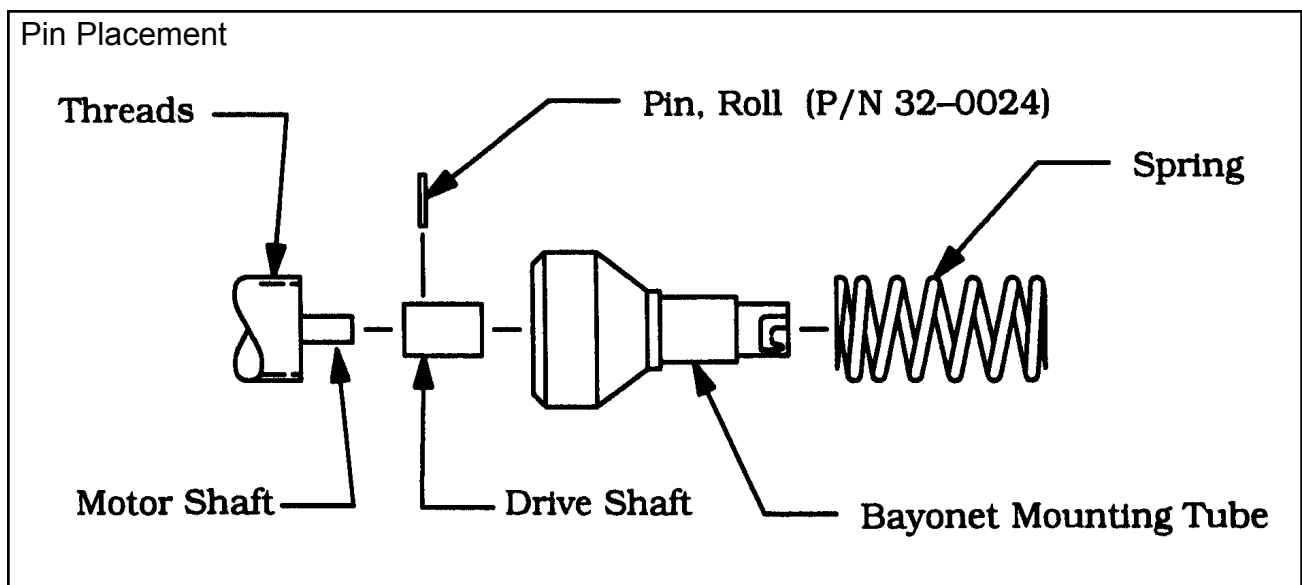 Pin Placement
Threads
Pin, Roll (P/N 32–0024)
Spring
Motor Shaft
Drive Shaft
Bayonet Mounting Tube